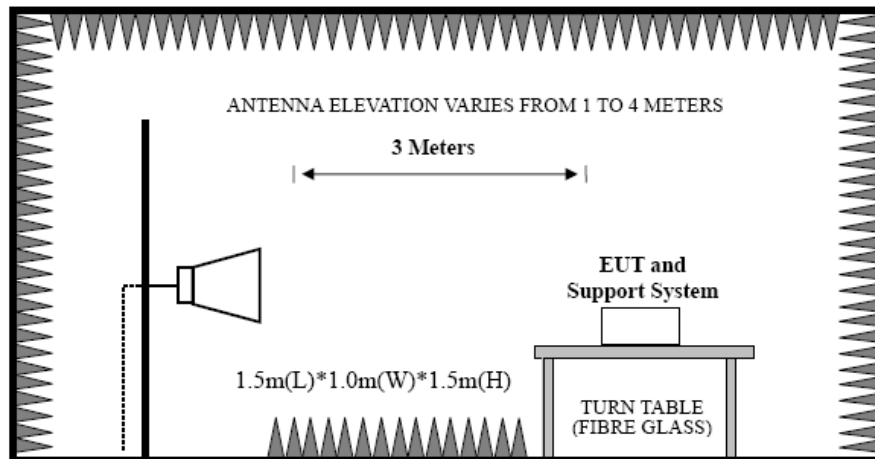 ANTENNA ELEVATION VARIES FROM 1 TO 4 METERS
3 Meters
EUT and
Support System
1.5m(L)*1.0m(W)*1.5m(H)
TURN TABLE
(FIBRE GLASS)